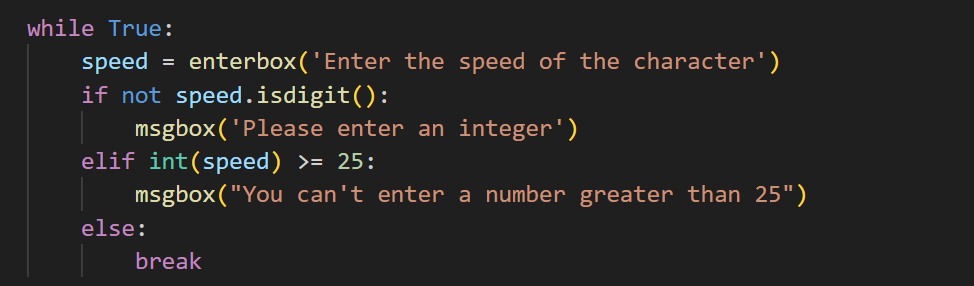 while True:
    speed = enterbox('Enter the speed of the character')
    if not speed.isdigit():
        msgbox('Please enter an integer')
    elif int(speed) >= 25:
        msgbox("You can't enter a number greater than 25")
    else:
        break